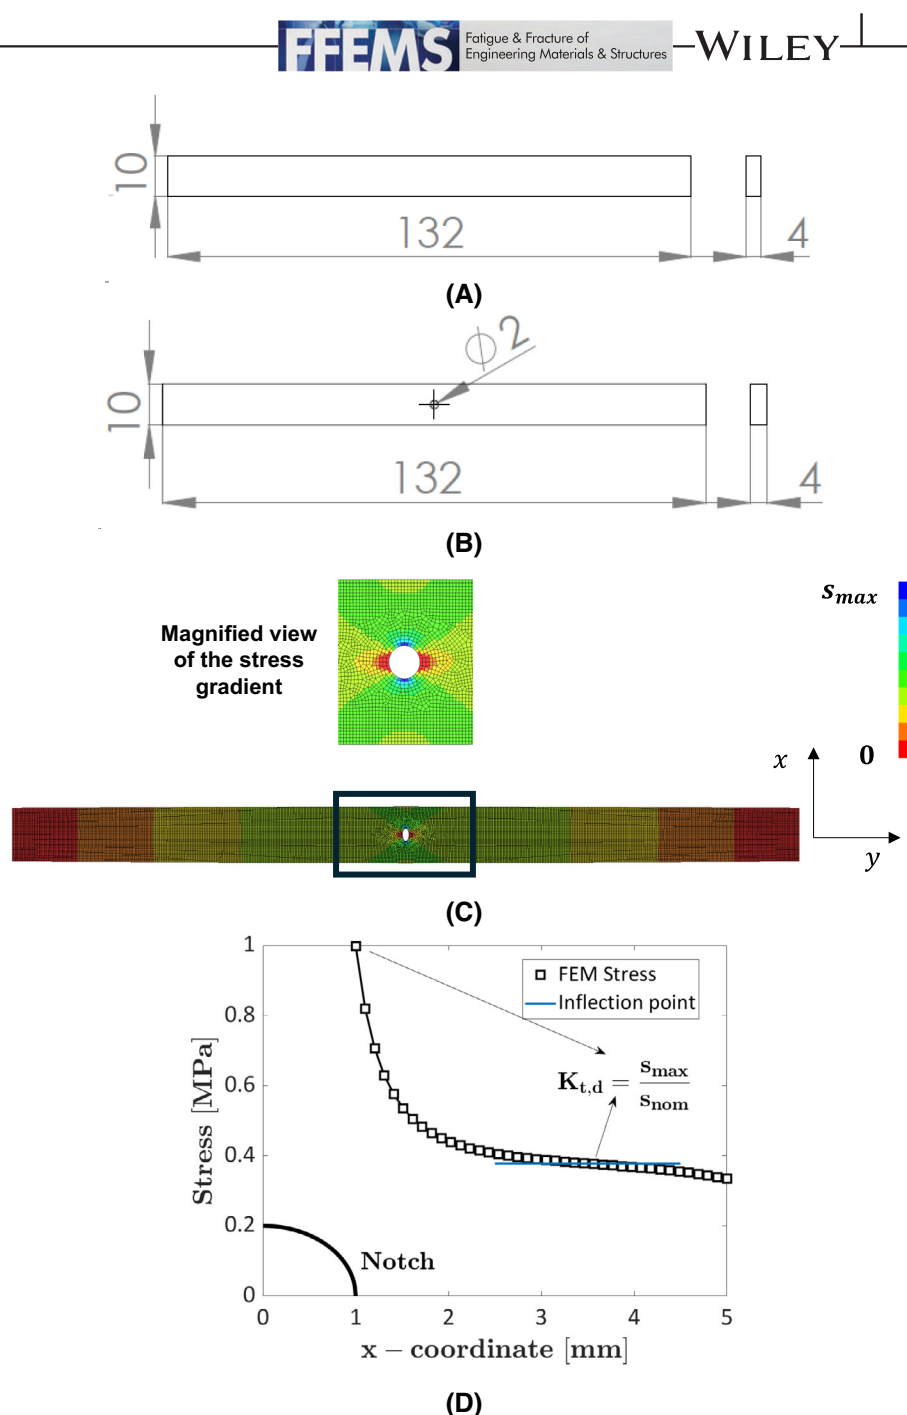 FFEMS
Fatigue & Fracture of
Engineering Materials & Structures
WILEY
10
132
4
(A)
ϕ2
10
132
4
(B)
Magnified view
of the stress
gradient
s_max
0
x
y
(C)
Stress [MPa]
1
0.8
0.6
0.4
0.2
0
FEM Stress
Inflection point
K_t,d = s_max / s_nom
Notch
0 1 2 3 4 5
x − coordinate [mm]
(D)